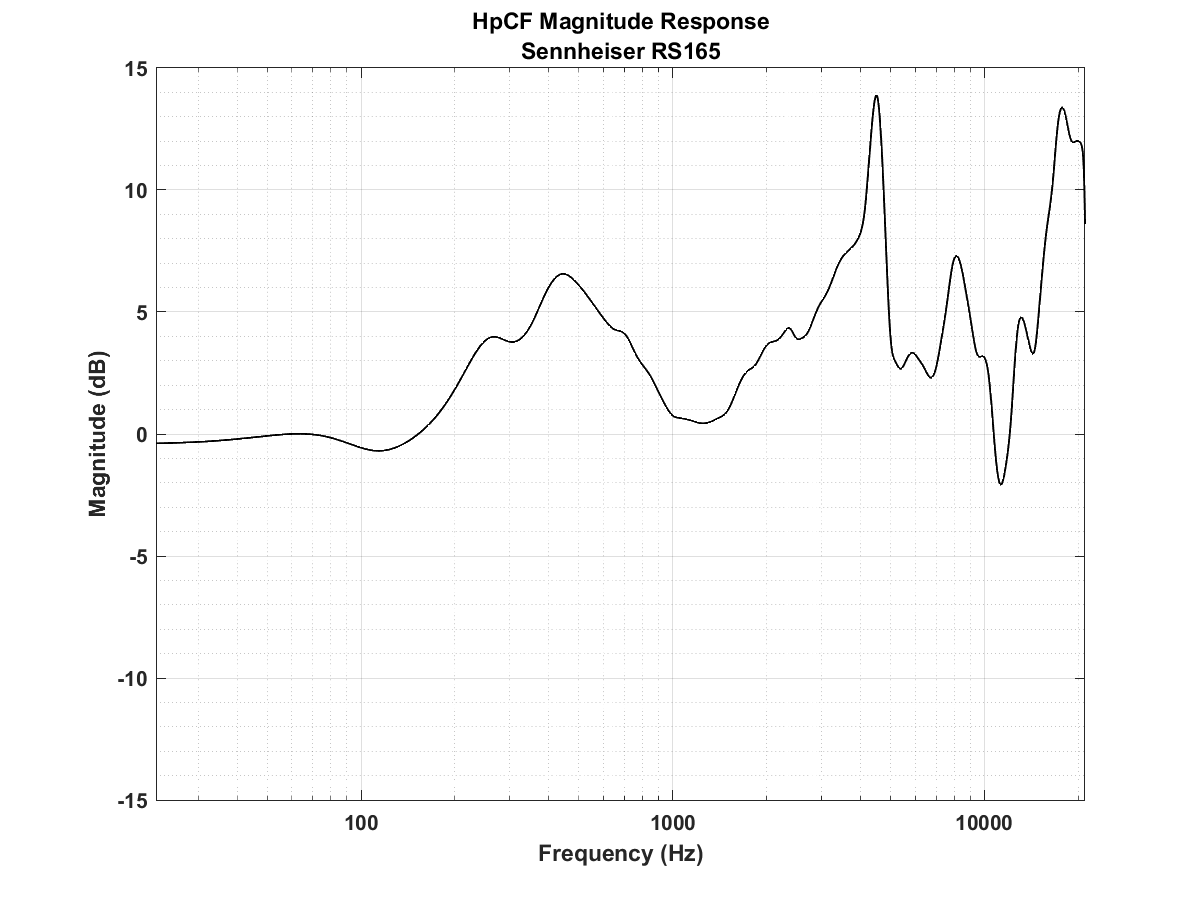 HpCF Magnitude Response
Sennheiser RS165
15
10
5
0
-5
-10
-15
Magnitude (dB)
100 1000 10000
Frequency (Hz)